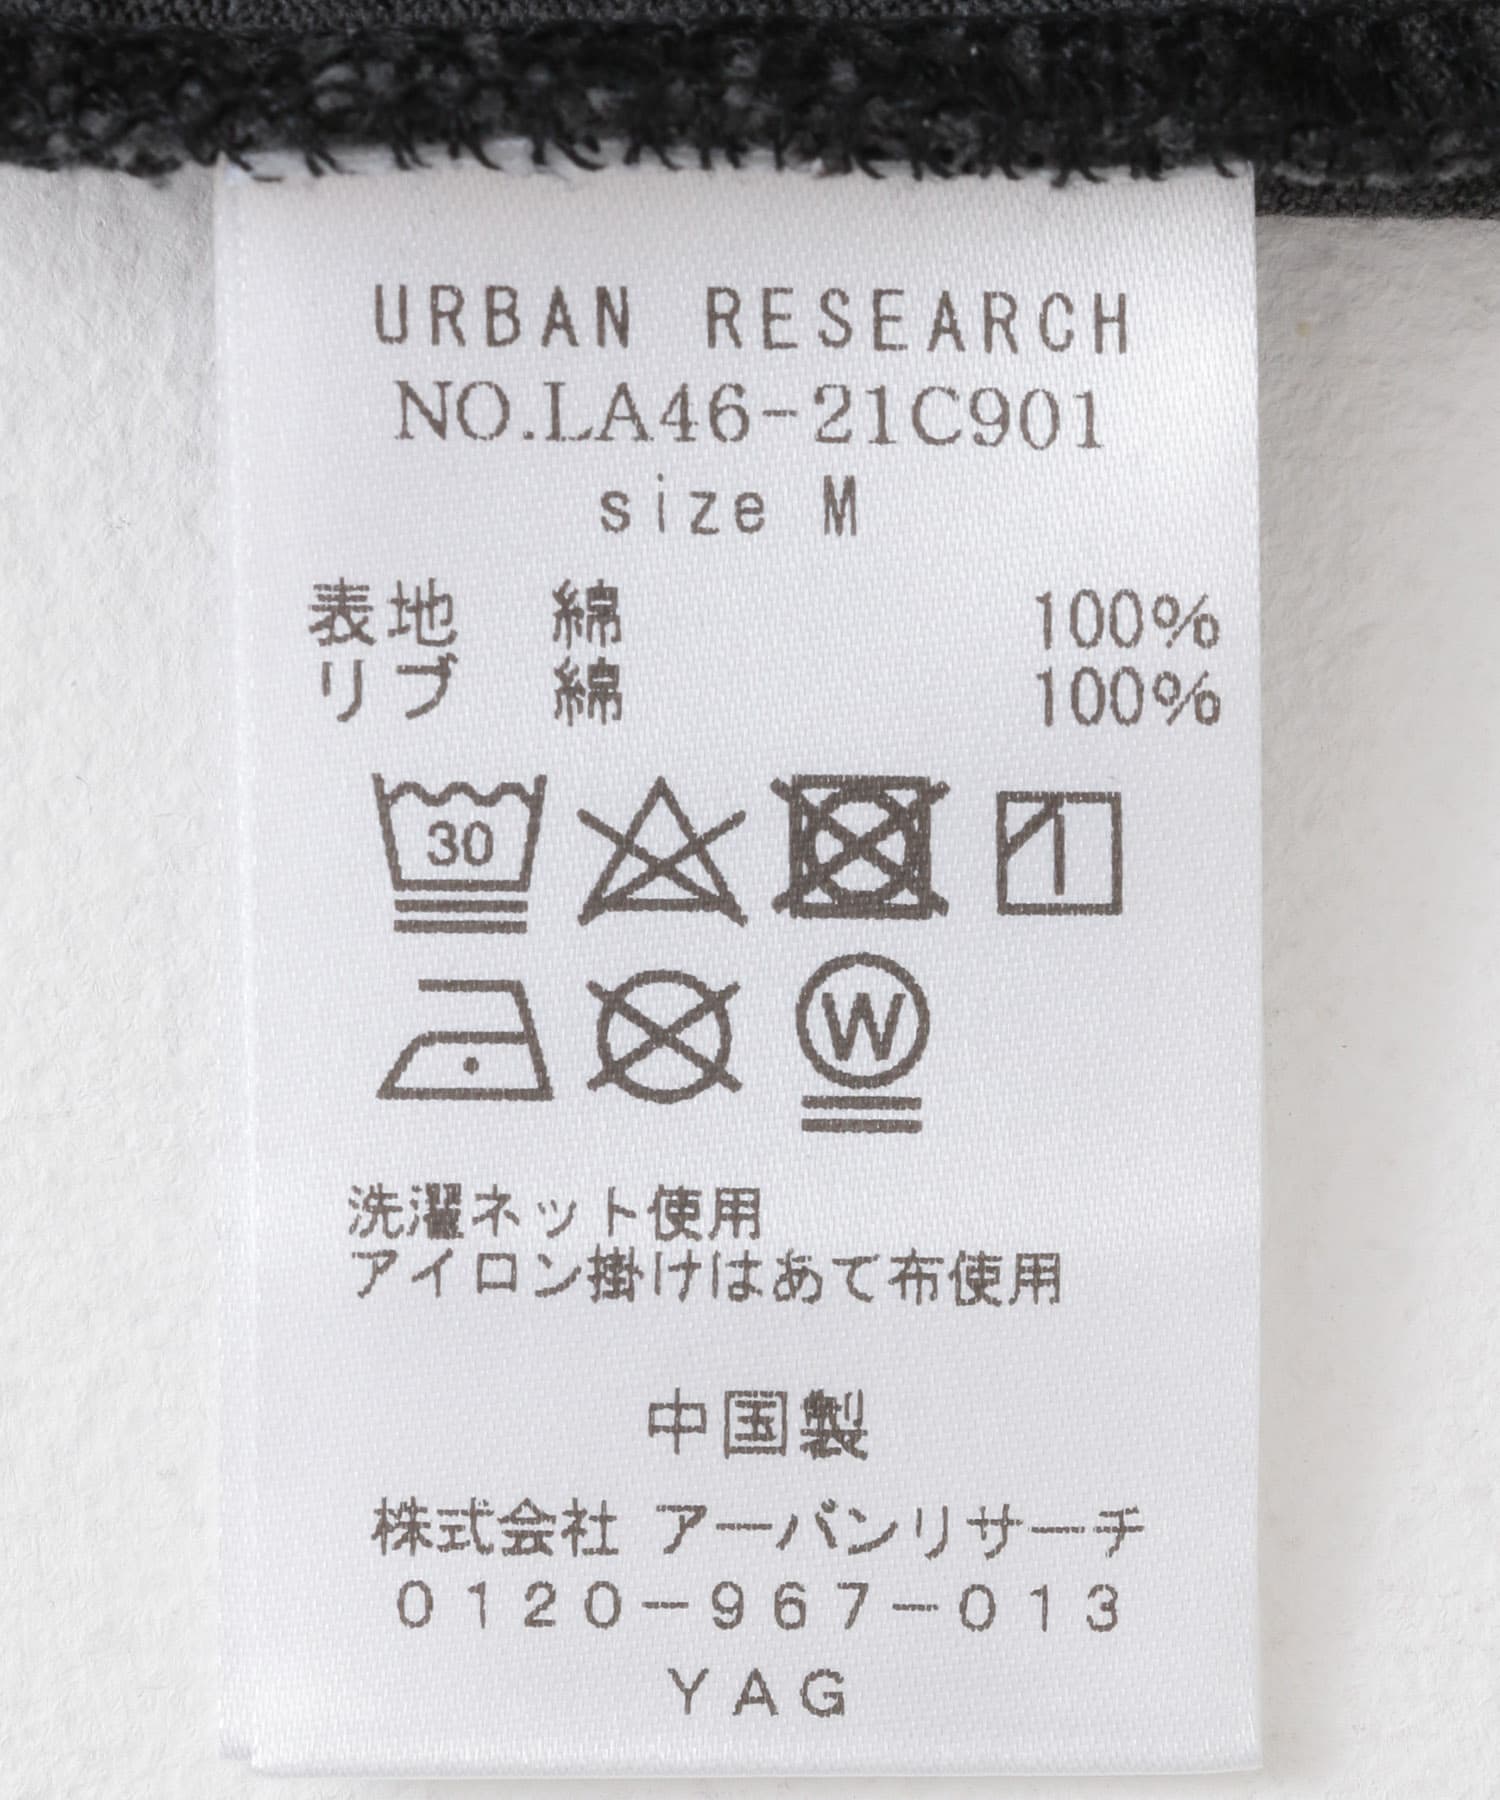 URBAN RESEARCH
NO.LA46-21C901
size M
表地 綿 100%
リブ 綿 100%
30
W
洗濯ネット使用
アイロン掛けはあて布使用
中国製
株式会社 アーバンリサーチ
0120-967-013
YAG